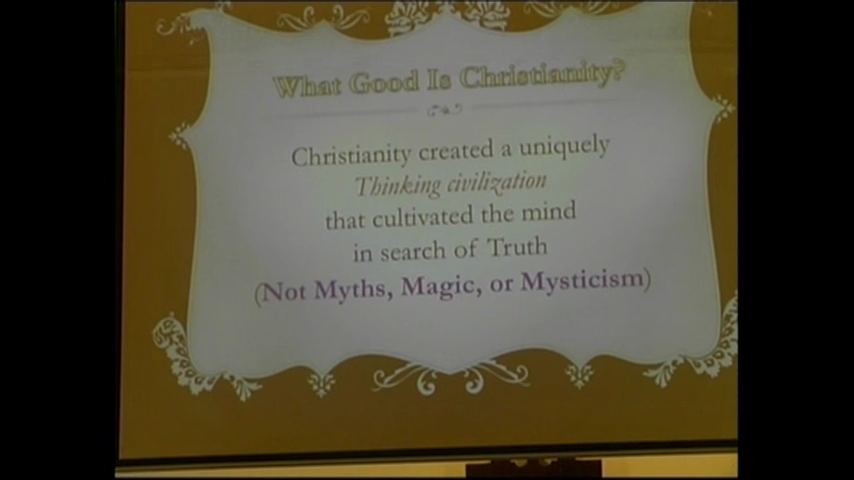 What Good Is Christianity?
Christianity created a uniquely
Thinking civilization
that cultivated the mind
in search of Truth
(Not Myths, Magic, or Mysticism)